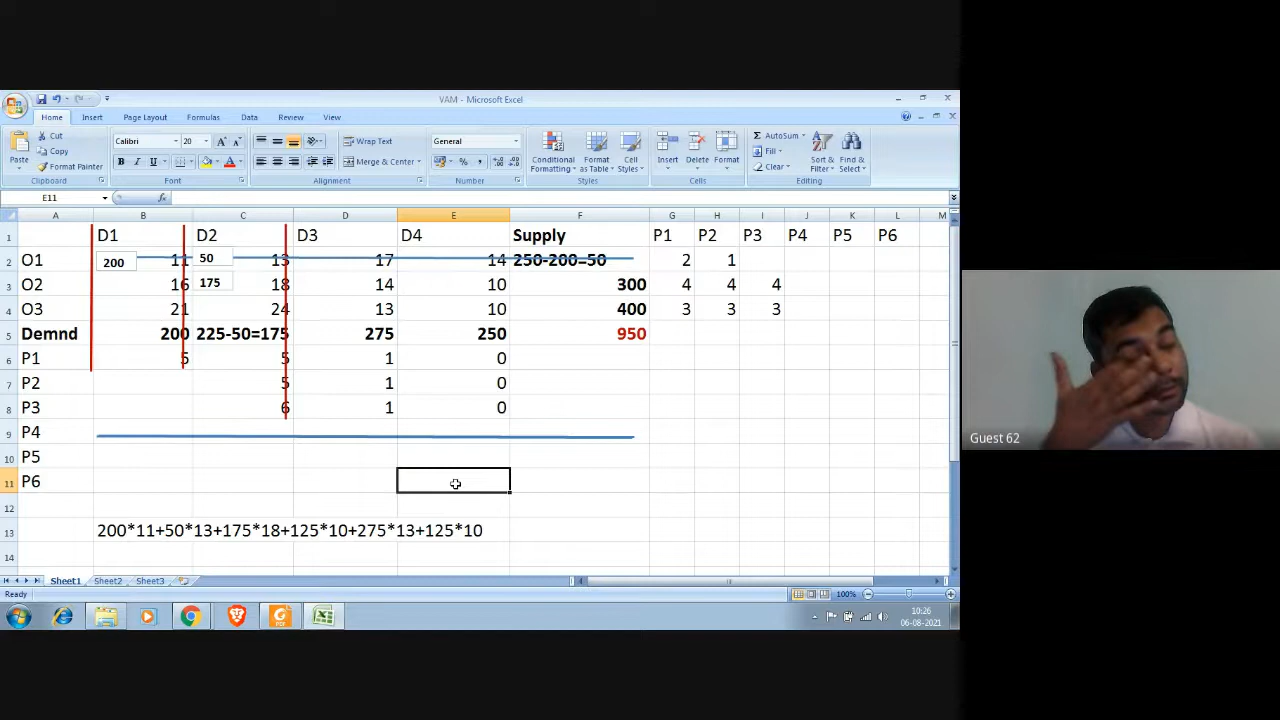 VAM - Microsoft Excel
Home Insert Page Layout Formulas Data Review View
Paste Cut Copy Format Painter Clipboard
Calibri 20 A A B I U A Font
Wrap Text Merge & Center Alignment
General % , Number
Conditional Formatting Format as Table Cell Styles Styles
Insert Delete Format Cells
AutoSum Fill Clear Sort & Filter Find & Select Editing
E11 fx
A B C D E F G H I J K L M
1 D1 D2 D3 D4 Supply P1 P2 P3 P4 P5 P6
2 O1 200 11 50 13 17 14 250-200=50 2 1
3 O2 16 175 18 14 10 300 4 4 4
4 O3 21 24 13 10 400 3 3 3
5 Demnd 200 225-50=175 275 250 950
6 P1 5 5 1 0
7 P2 5 1 0
8 P3 6 1 0
9 P4
10 P5
11 P6
12
13 200*11+50*13+175*18+125*10+275*13+125*10
14
Sheet1 Sheet2 Sheet3
Ready 100%
10:26
06-08-2021
Guest 62